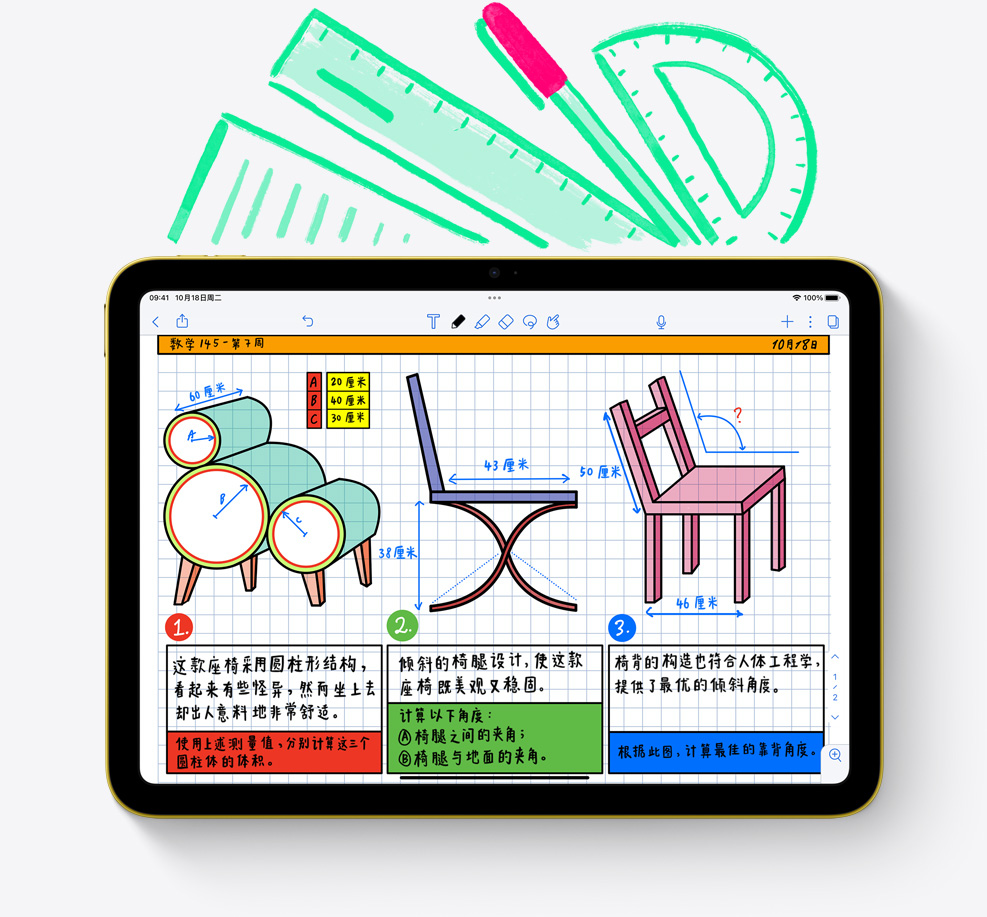 09:41 10月18日周二
100%
数学 145 - 第7周
10月18日
60 厘米
A 20 厘米
B 40 厘米
C 30 厘米
A
B
C
43 厘米
38 厘米
?
50 厘米
46 厘米
1.
这款座椅采用圆柱形结构，
看起来有些怪异，然而坐上去
却出人意料地非常舒适。
使用上述测量值，分别计算这三个
圆柱体的体积。
2.
倾斜的椅腿设计，使这款
座椅既美观又稳固。
计算以下角度：
Ⓐ 椅腿之间的夹角；
Ⓑ 椅腿与地面的夹角。
3.
椅背的构造也符合人体工程学，
提供了最优的倾斜角度。
根据此图，计算最佳的靠背角度。
1
/
2